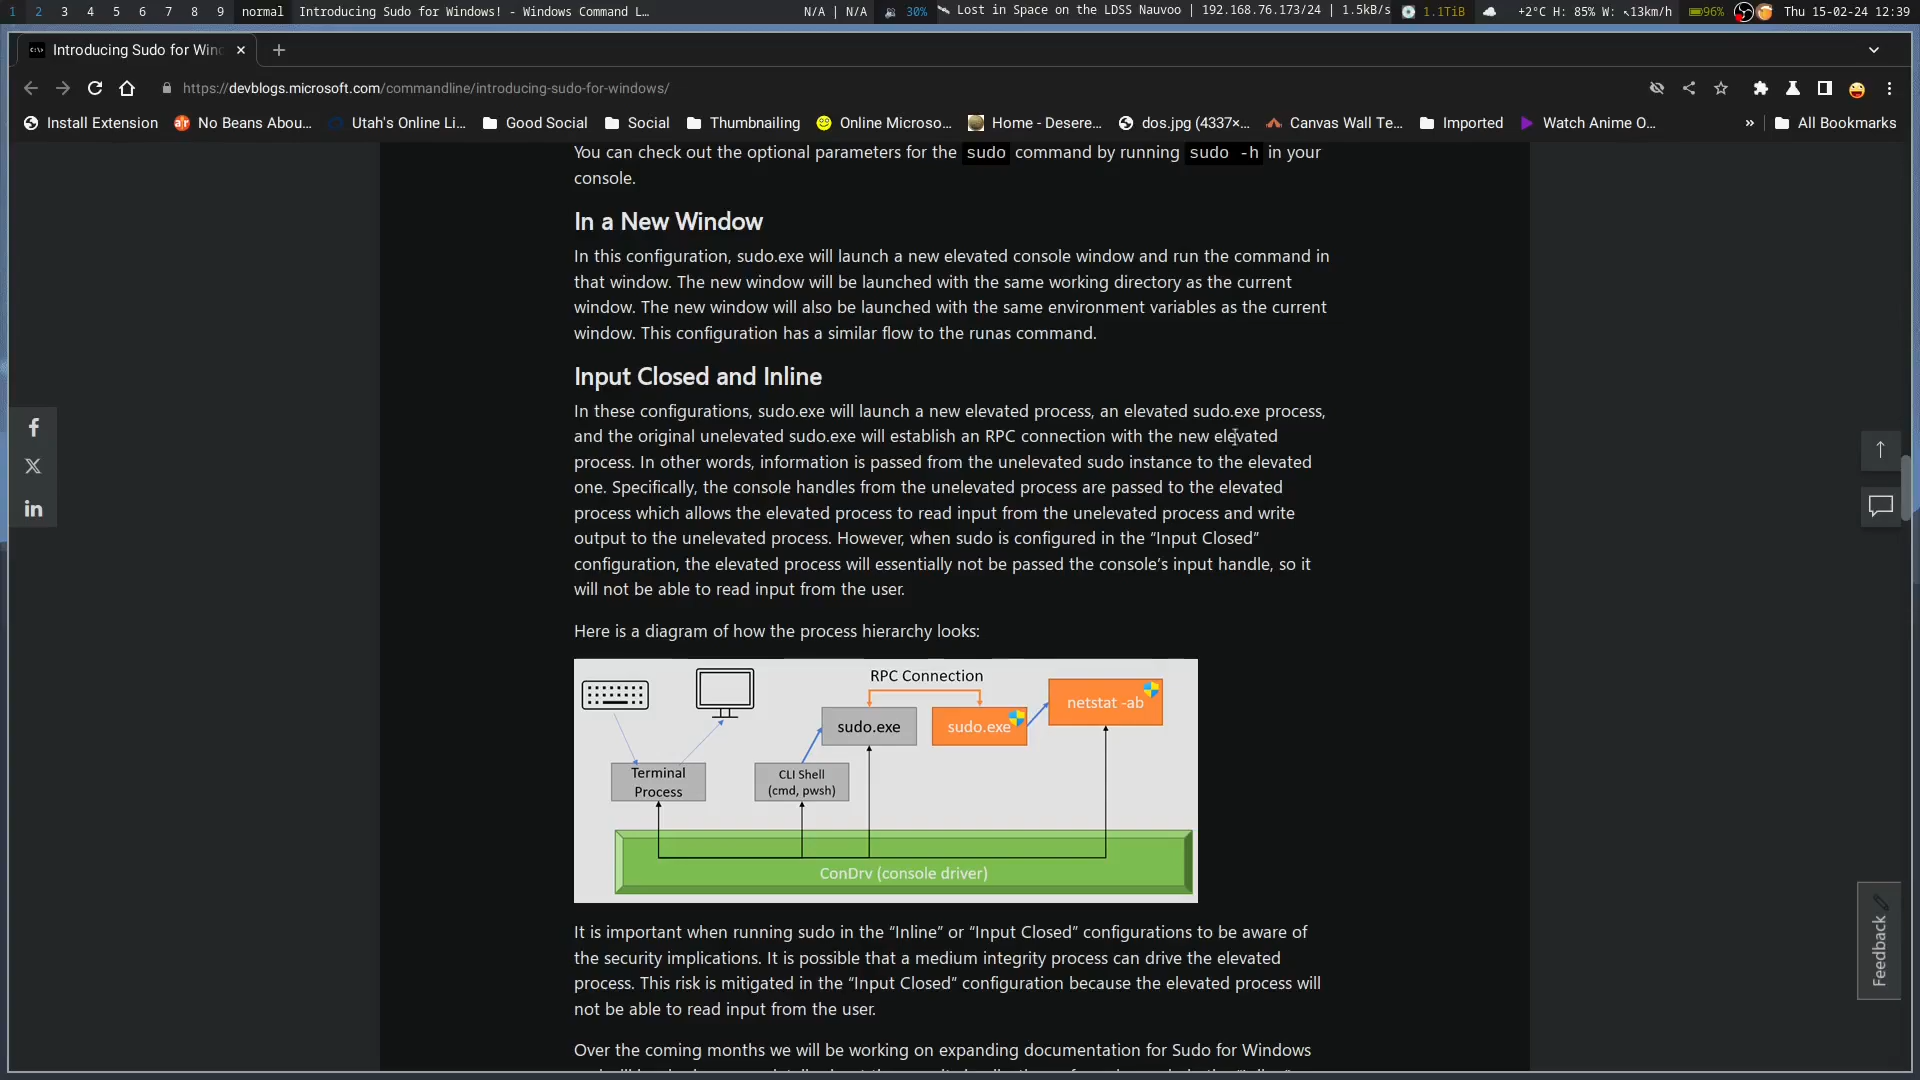 1 2 3 4 5 6 7 8 9 normal Introducing Sudo for Windows! - Windows Command L… N/A | N/A 30% Lost in Space on the LDSS Nauvoo | 192.168.76.173/24 | 1.5kB/s 1.1TiB +2°C H: 85% W: ↖13km/h 96% Thu 15-02-24 12:39
Introducing Sudo for Win
https://devblogs.microsoft.com/commandline/introducing-sudo-for-windows/
Install Extension No Beans Abou… Utah's Online Li… Good Social Social Thumbnailing Online Microso… Home - Desere… dos.jpg (4337×… Canvas Wall Te… Imported Watch Anime O… » All Bookmarks
You can check out the optional parameters for the sudo command by running sudo -h in your
console.
In a New Window
In this configuration, sudo.exe will launch a new elevated console window and run the command in
that window. The new window will be launched with the same working directory as the current
window. The new window will also be launched with the same environment variables as the current
window. This configuration has a similar flow to the runas command.
Input Closed and Inline
In these configurations, sudo.exe will launch a new elevated process, an elevated sudo.exe process,
and the original unelevated sudo.exe will establish an RPC connection with the new elevated
process. In other words, information is passed from the unelevated sudo instance to the elevated
one. Specifically, the console handles from the unelevated process are passed to the elevated
process which allows the elevated process to read input from the unelevated process and write
output to the unelevated process. However, when sudo is configured in the “Input Closed”
configuration, the elevated process will essentially not be passed the console’s input handle, so it
will not be able to read input from the user.
Here is a diagram of how the process hierarchy looks:
RPC Connection
netstat -ab
sudo.exe sudo.exe
Terminal
Process
CLI Shell
(cmd, pwsh)
ConDrv (console driver)
It is important when running sudo in the “Inline” or “Input Closed” configurations to be aware of
the security implications. It is possible that a medium integrity process can drive the elevated
process. This risk is mitigated in the “Input Closed” configuration because the elevated process will
not be able to read input from the user.
Over the coming months we will be working on expanding documentation for Sudo for Windows
Feedback